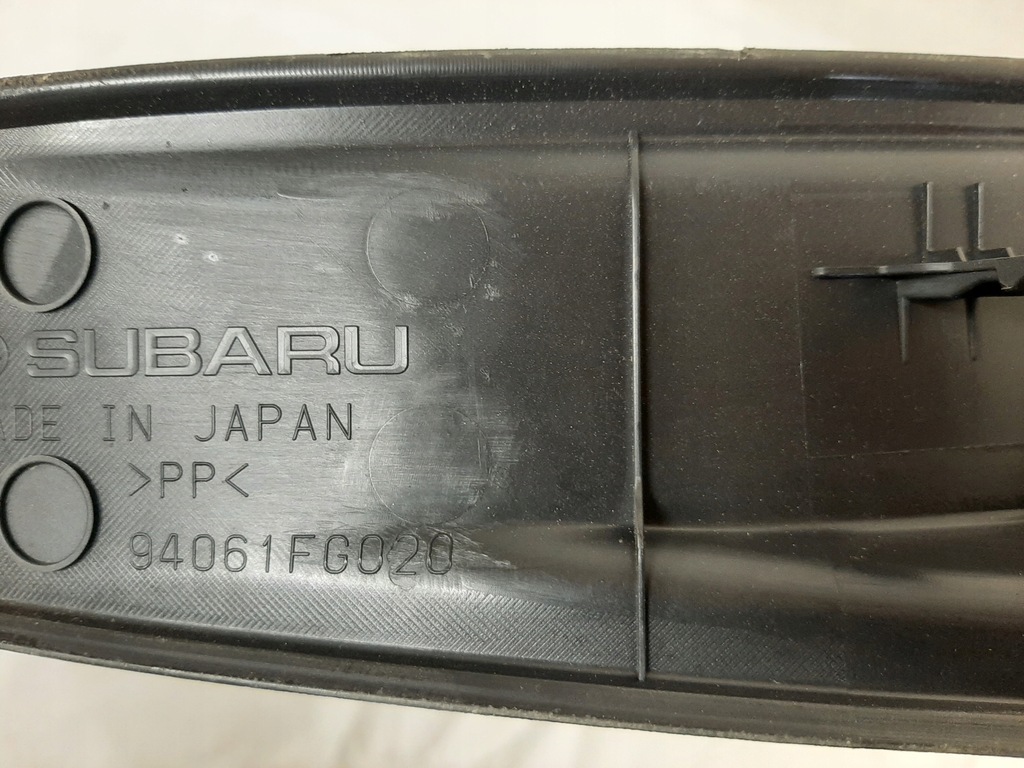 SUBARU
ADE IN JAPAN
>PP<
94061FG020